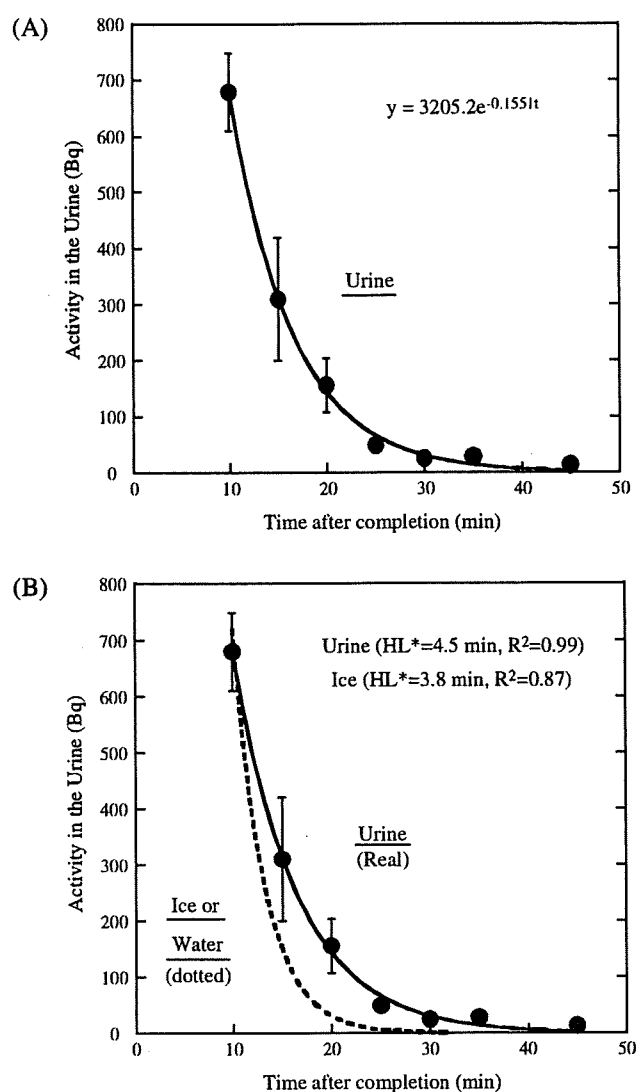 (A)
800
700
600
500
400
300
200
100
0
Activity in the Urine (Bq)
y = 3205.2e^-0.1551t
Urine
0 10 20 30 40 50
Time after completion (min)
(B)
800
700
600
500
400
300
200
100
0
Activity in the Urine (Bq)
Urine (HL*=4.5 min, R²=0.99)
Ice (HL*=3.8 min, R²=0.87)
Urine
(Real)
Ice or
Water
(dotted)
0 10 20 30 40 50
Time after completion (min)